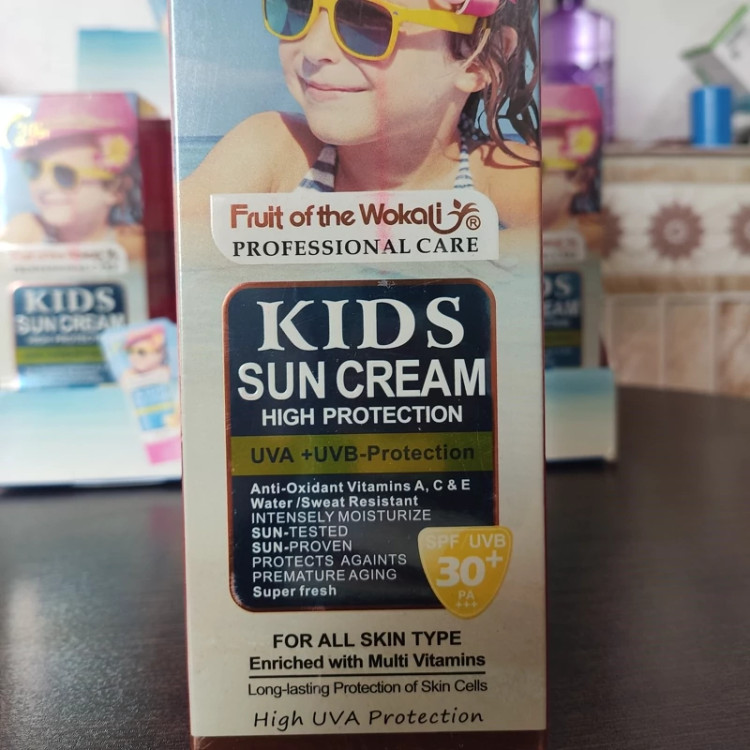 Fruit of the Wokali ®
PROFESSIONAL CARE
KIDS
SUN CREAM
HIGH PROTECTION
UVA +UVB-Protection
Anti-Oxidant Vitamins A, C & E
Water /Sweat Resistant
INTENSELY MOISTURIZE
SUN-TESTED
SUN-PROVEN
PROTECTS AGAINTS
PREMATURE AGING
Super fresh
SPF / UVB
30+
PA
+++
FOR ALL SKIN TYPE
Enriched with Multi Vitamins
Long-lasting Protection of Skin Cells
High UVA Protection
KIDS
SUN CREAM